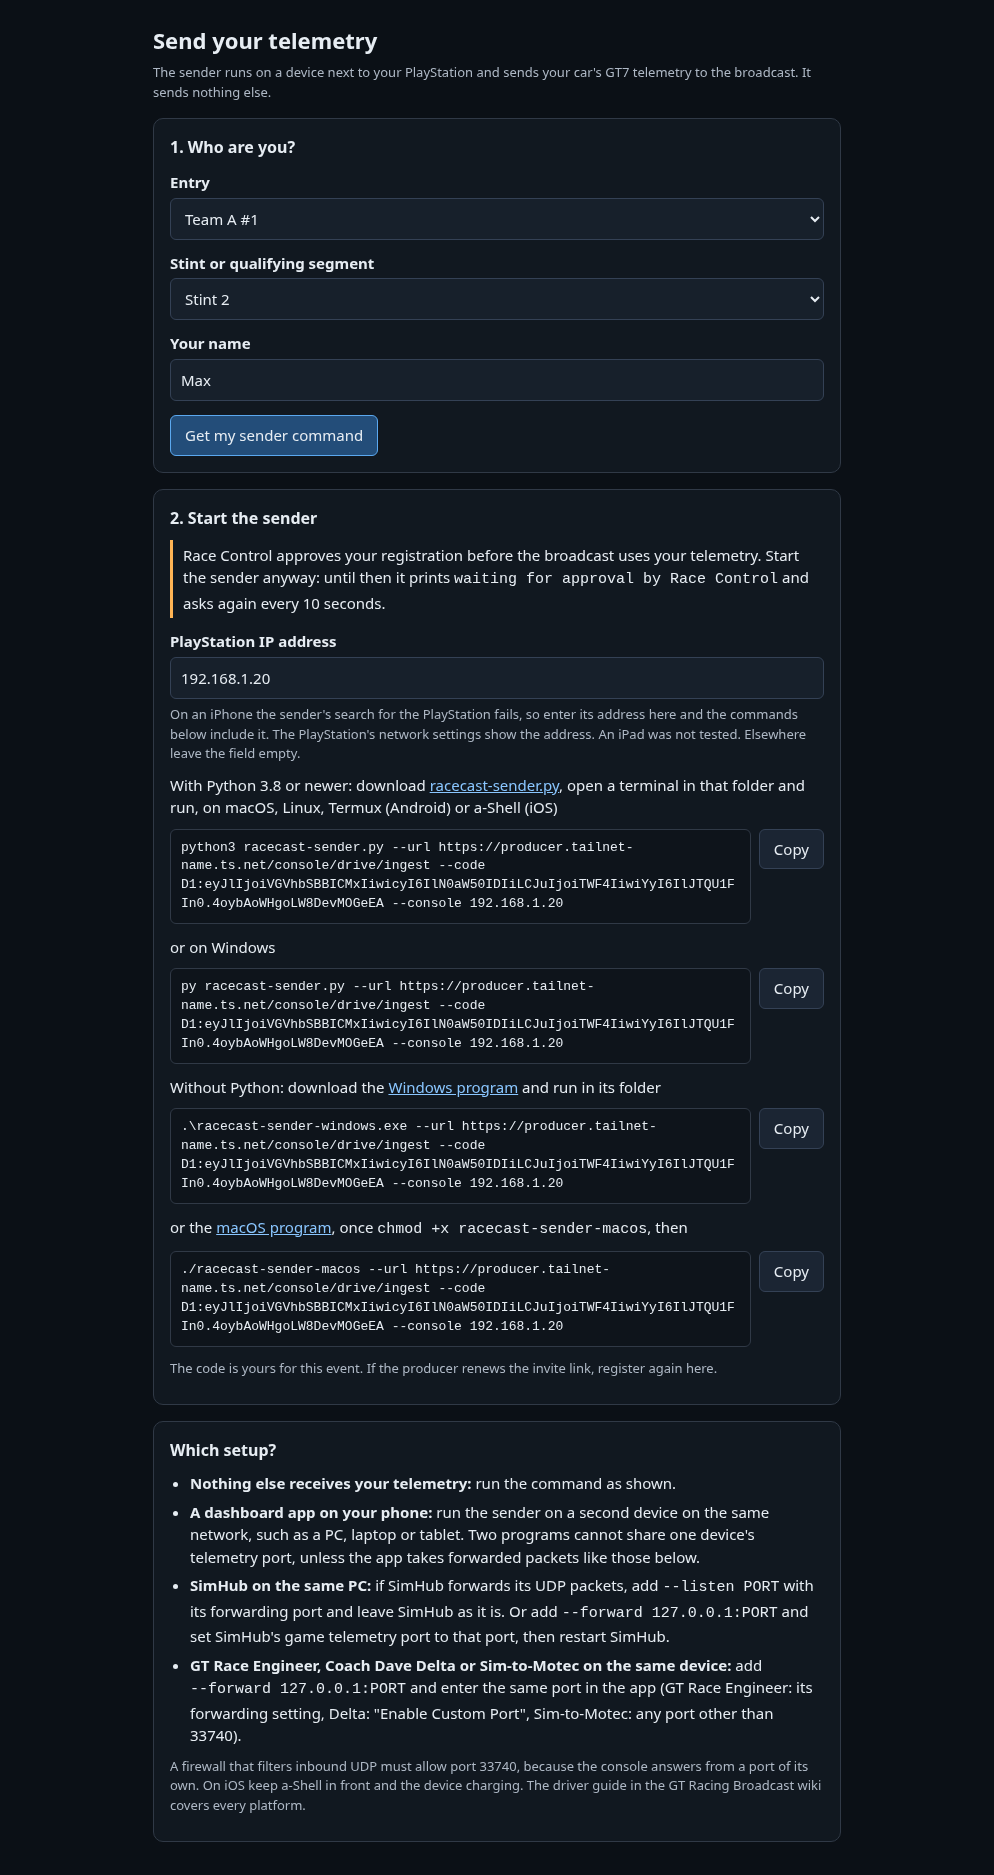 Send your telemetry
The sender runs on a device next to your PlayStation and sends your car's GT7 telemetry to the broadcast. It
sends nothing else.
1. Who are you?
Entry
Team A #1
Stint or qualifying segment
Stint 2
Your name
Max
Get my sender command
2. Start the sender
Race Control approves your registration before the broadcast uses your telemetry. Start
the sender anyway: until then it prints waiting for approval by Race Control and
asks again every 10 seconds.
PlayStation IP address
192.168.1.20
On an iPhone the sender's search for the PlayStation fails, so enter its address here and the commands
below include it. The PlayStation's network settings show the address. An iPad was not tested. Elsewhere
leave the field empty.
With Python 3.8 or newer: download racecast-sender.py, open a terminal in that folder and
run, on macOS, Linux, Termux (Android) or a-Shell (iOS)
python3 racecast-sender.py --url https://producer.tailnet-
name.ts.net/console/drive/ingest --code
D1:eyJlIjoiVGVhbSBBICMxIiwicyI6IlN0aW50IDIiLCJuIjoiTWF4IiwiYyI6IlJTQU1F
In0.4oybAoWHgoLW8DevMOGeEA --console 192.168.1.20
Copy
or on Windows
py racecast-sender.py --url https://producer.tailnet-
name.ts.net/console/drive/ingest --code
D1:eyJlIjoiVGVhbSBBICMxIiwicyI6IlN0aW50IDIiLCJuIjoiTWF4IiwiYyI6IlJTQU1F
In0.4oybAoWHgoLW8DevMOGeEA --console 192.168.1.20
Copy
Without Python: download the Windows program and run in its folder
.\racecast-sender-windows.exe --url https://producer.tailnet-
name.ts.net/console/drive/ingest --code
D1:eyJlIjoiVGVhbSBBICMxIiwicyI6IlN0aW50IDIiLCJuIjoiTWF4IiwiYyI6IlJTQU1F
In0.4oybAoWHgoLW8DevMOGeEA --console 192.168.1.20
Copy
or the macOS program, once chmod +x racecast-sender-macos, then
./racecast-sender-macos --url https://producer.tailnet-
name.ts.net/console/drive/ingest --code
D1:eyJlIjoiVGVhbSBBICMxIiwicyI6IlN0aW50IDIiLCJuIjoiTWF4IiwiYyI6IlJTQU1F
In0.4oybAoWHgoLW8DevMOGeEA --console 192.168.1.20
Copy
The code is yours for this event. If the producer renews the invite link, register again here.
Which setup?
• Nothing else receives your telemetry: run the command as shown.
• A dashboard app on your phone: run the sender on a second device on the same
network, such as a PC, laptop or tablet. Two programs cannot share one device's
telemetry port, unless the app takes forwarded packets like those below.
• SimHub on the same PC: if SimHub forwards its UDP packets, add --listen PORT with
its forwarding port and leave SimHub as it is. Or add --forward 127.0.0.1:PORT and
set SimHub's game telemetry port to that port, then restart SimHub.
• GT Race Engineer, Coach Dave Delta or Sim-to-Motec on the same device: add
--forward 127.0.0.1:PORT and enter the same port in the app (GT Race Engineer: its
forwarding setting, Delta: "Enable Custom Port", Sim-to-Motec: any port other than
33740).
A firewall that filters inbound UDP must allow port 33740, because the console answers from a port of its
own. On iOS keep a-Shell in front and the device charging. The driver guide in the GT Racing Broadcast wiki
covers every platform.